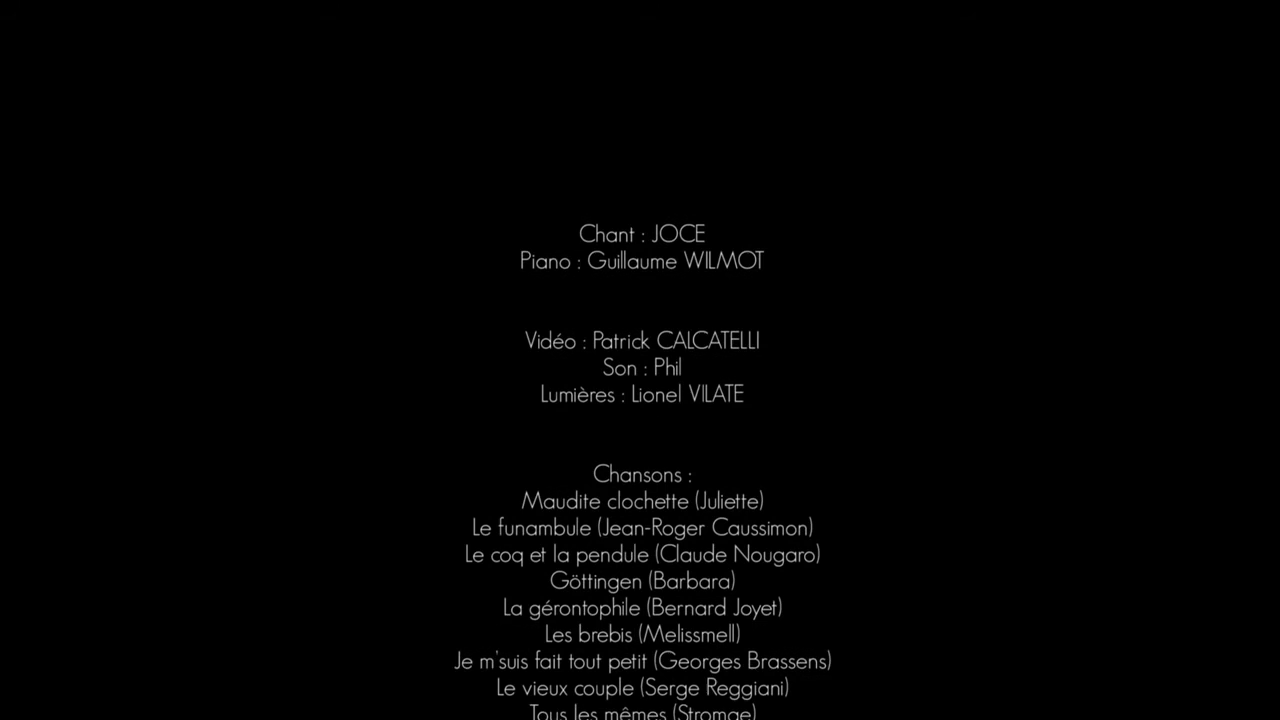 Chant : JOCE
Piano : Guillaume WILMOT
Vidéo : Patrick CALCATELLI
Son : Phil
Lumières : Lionel VILATE
Chansons :
Maudite clochette (Juliette)
Le funambule (Jean-Roger Caussimon)
Le coq et la pendule (Claude Nougaro)
Göttingen (Barbara)
La gérontophile (Bernard Joyet)
Les brebis (Melissmell)
Je m'suis fait tout petit (Georges Brassens)
Le vieux couple (Serge Reggiani)
Tous les mêmes (Stromae)